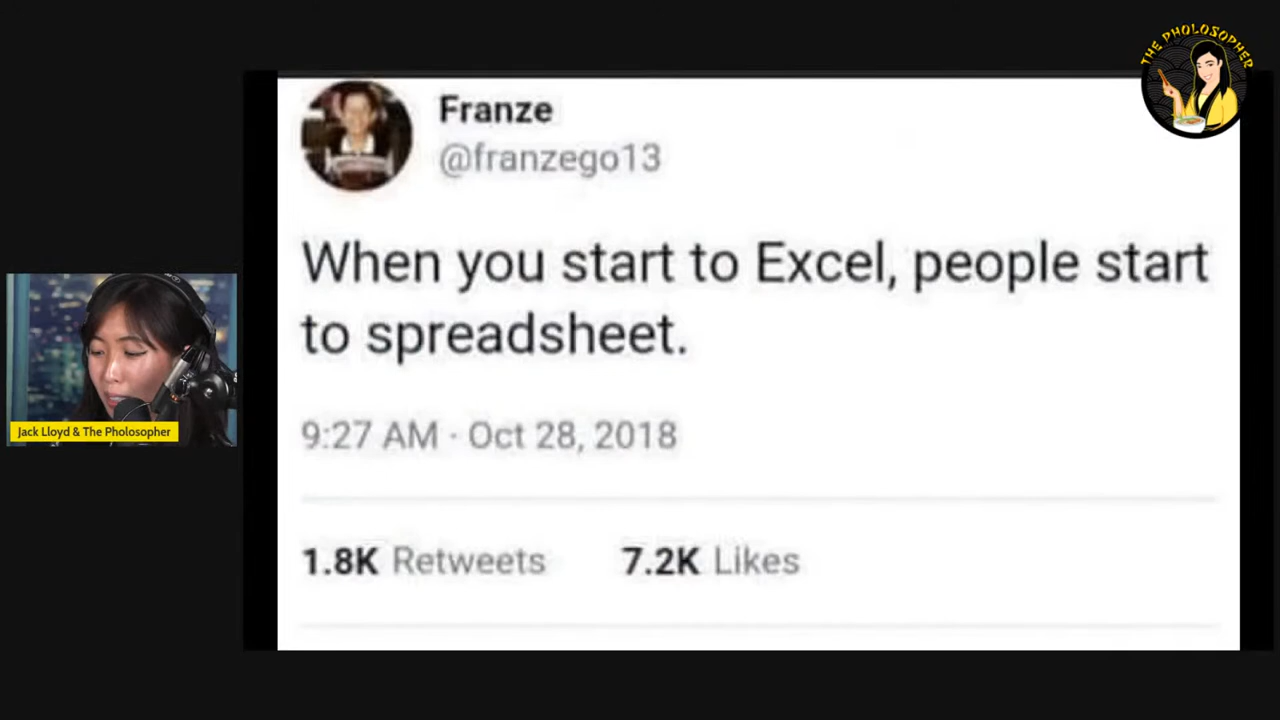 THE PHOLOSOPHER
Franze
@franzego13
When you start to Excel, people start
to spreadsheet.
9:27 AM · Oct 28, 2018
1.8K Retweets 7.2K Likes
Jack Lloyd & The Pholosopher